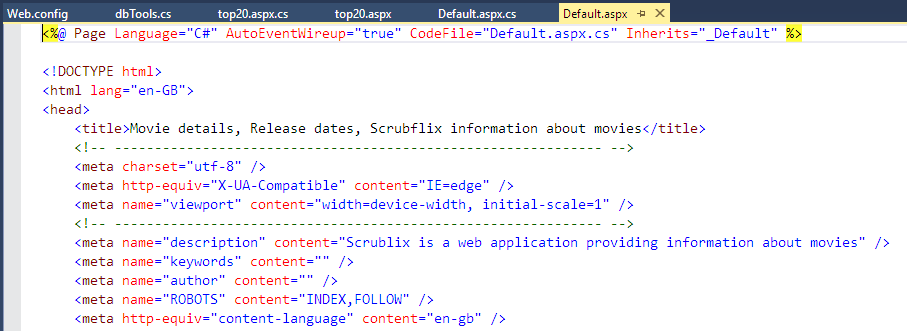 Web.config dbTools.cs top20.aspx.cs top20.aspx Default.aspx.cs Default.aspx
<%@ Page Language="C#" AutoEventWireup="true" CodeFile="Default.aspx.cs" Inherits="_Default" %>
<!DOCTYPE html>
<html lang="en-GB">
<head>
<title>Movie details, Release dates, Scrubflix information about movies</title>
<!-- ------------------------------------------------------------ -->
<meta charset="utf-8" />
<meta http-equiv="X-UA-Compatible" content="IE=edge" />
<meta name="viewport" content="width=device-width, initial-scale=1" />
<!-- ------------------------------------------------------------ -->
<meta name="description" content="Scrublix is a web application providing information about movies" />
<meta name="keywords" content="" />
<meta name="author" content="" />
<meta name="ROBOTS" content="INDEX,FOLLOW" />
<meta http-equiv="content-language" content="en-gb" />